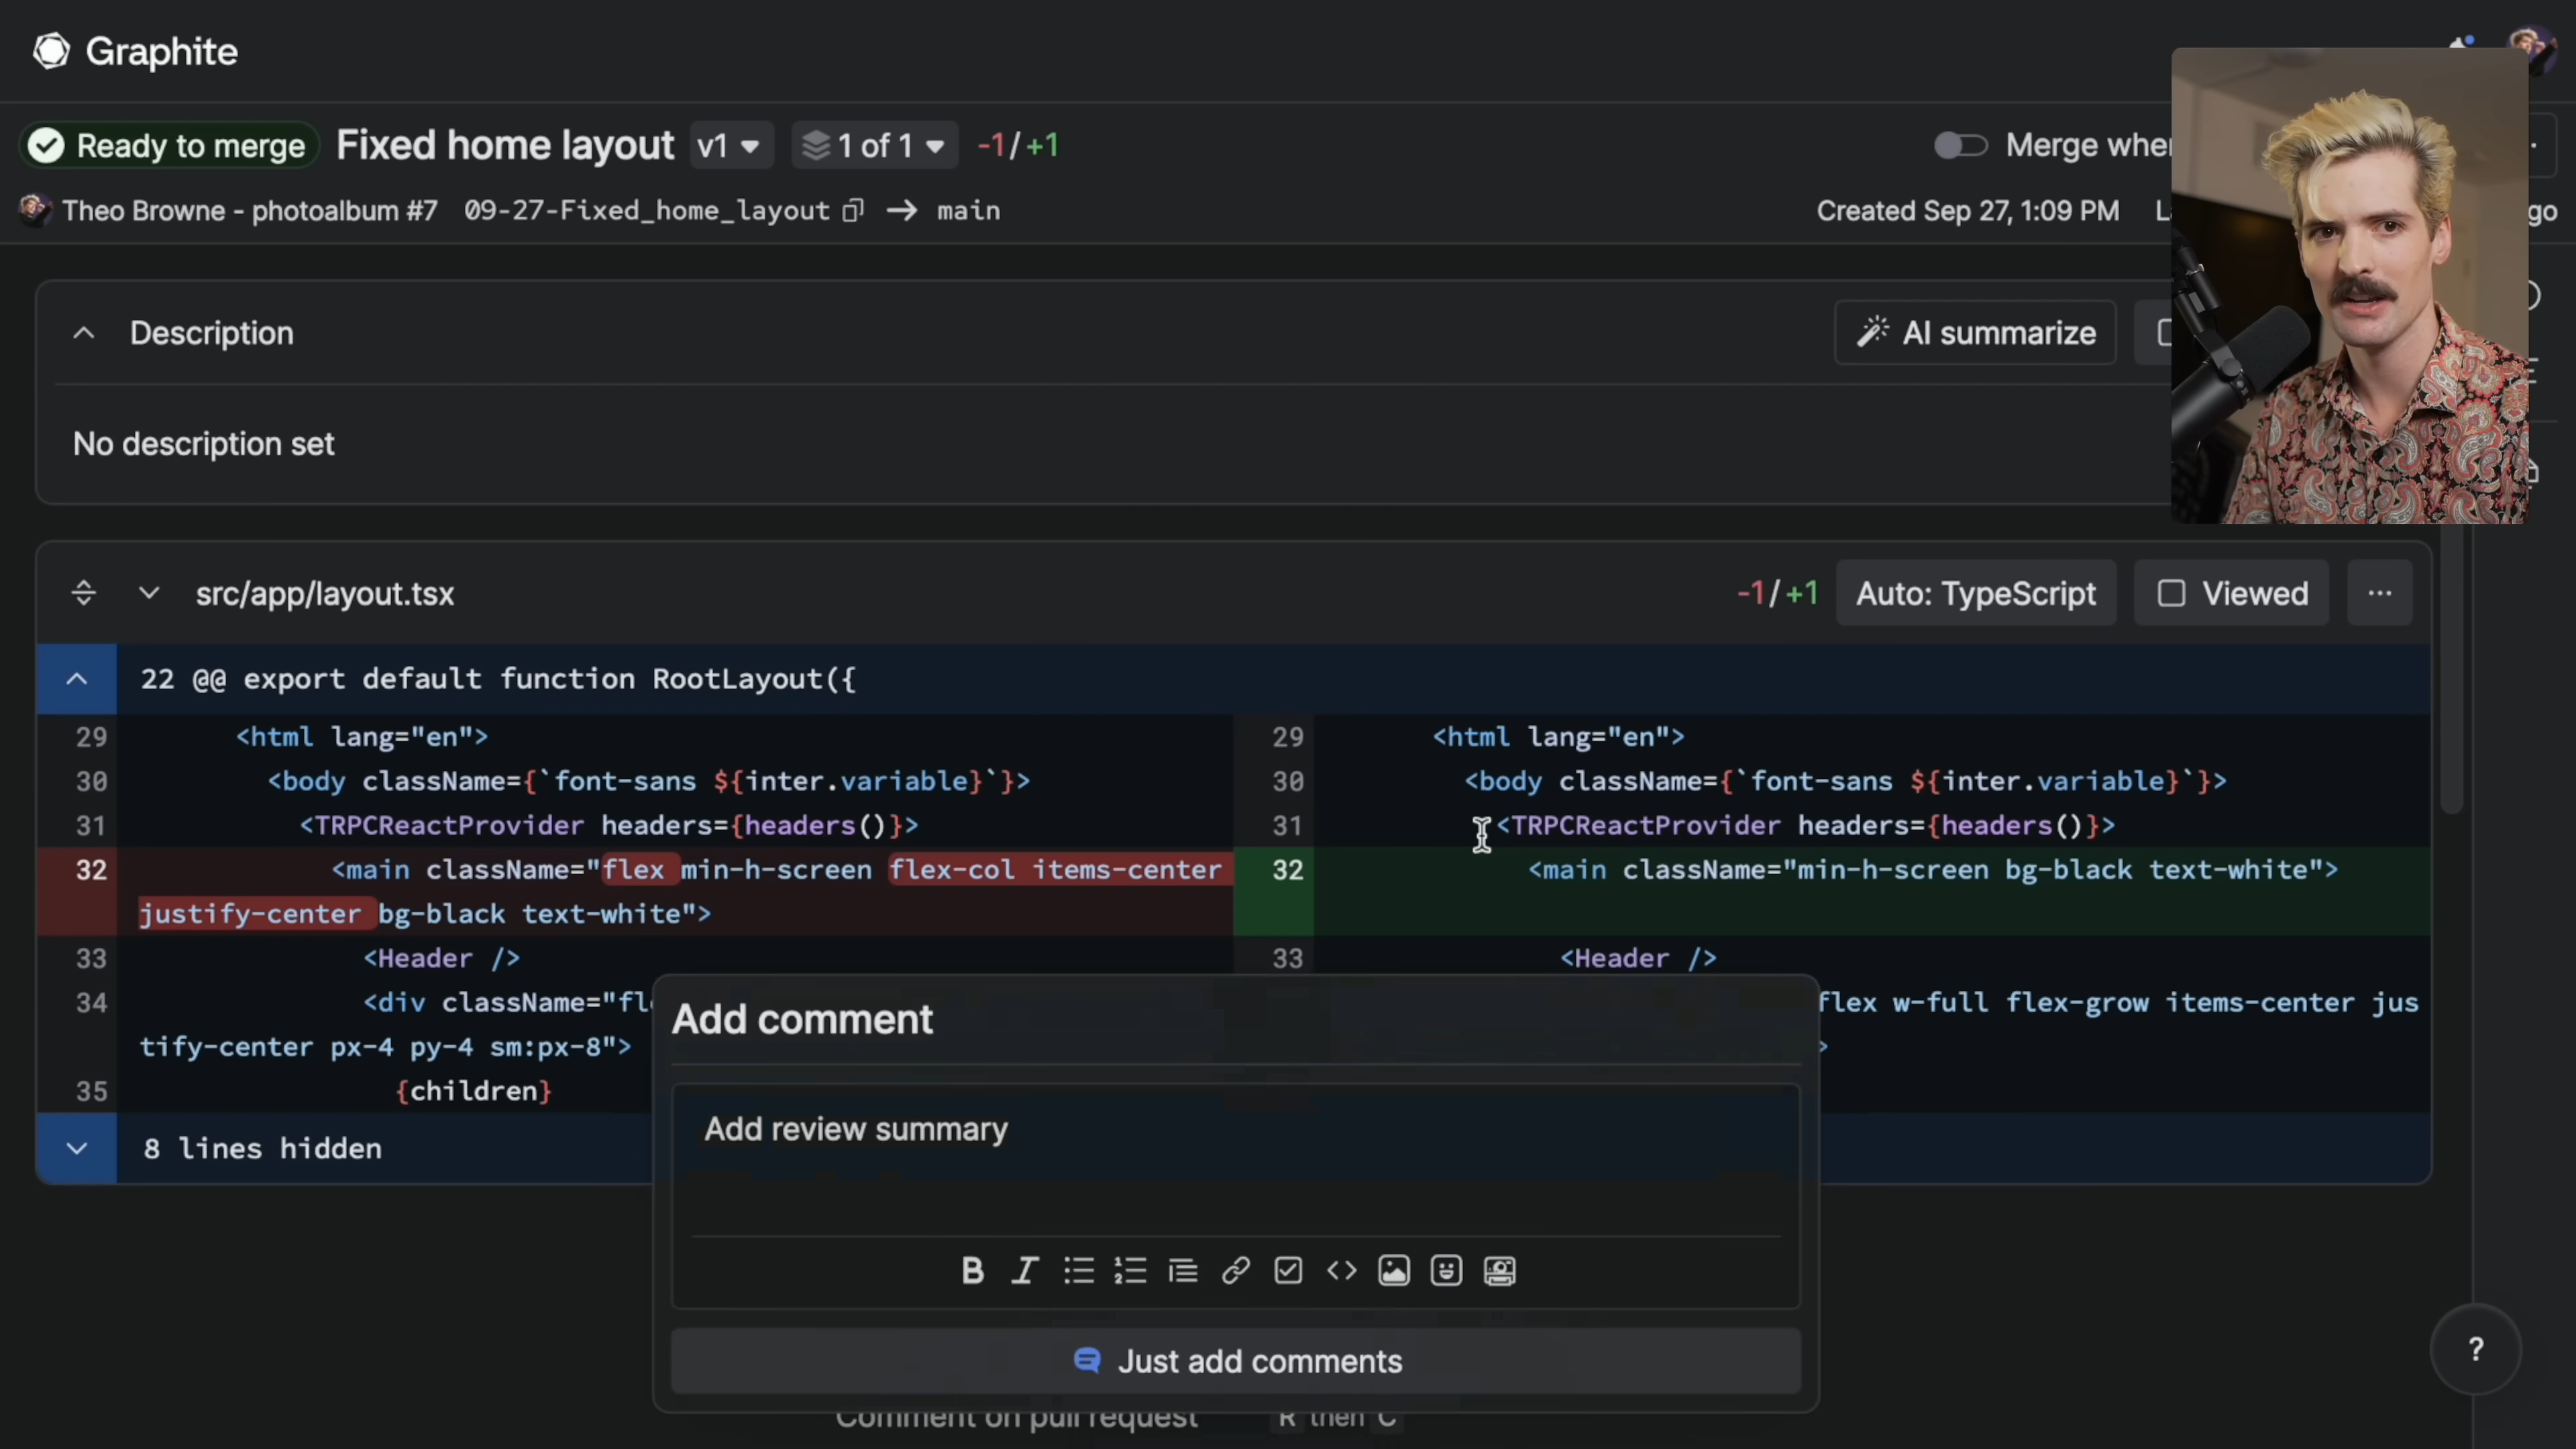 Graphite
Ready to merge Fixed home layout v1 1 of 1 -1/+1 Merge when
Theo Browne - photoalbum #7 09-27-Fixed_home_layout → main Created Sep 27, 1:09 PM go
Description AI summarize
No description set
src/app/layout.tsx -1/+1 Auto: TypeScript Viewed ...
22 @@ export default function RootLayout({
29 <html lang="en"> 29 <html lang="en">
30 <body className={`font-sans ${inter.variable}`}> 30 <body className={`font-sans ${inter.variable}`}>
31 <TRPCReactProvider headers={headers()}> 31 <TRPCReactProvider headers={headers()}>
32 <main className="flex min-h-screen flex-col items-center 32 <main className="min-h-screen bg-black text-white">
justify-center bg-black text-white">
33 <Header /> 33 <Header />
34 <div className="fl flex w-full flex-grow items-center jus
tify-center px-4 py-4 sm:px-8"> >
35 {children}
8 lines hidden
Add comment
Add review summary
B I <>
Just add comments
Comment on pull request R then C
?